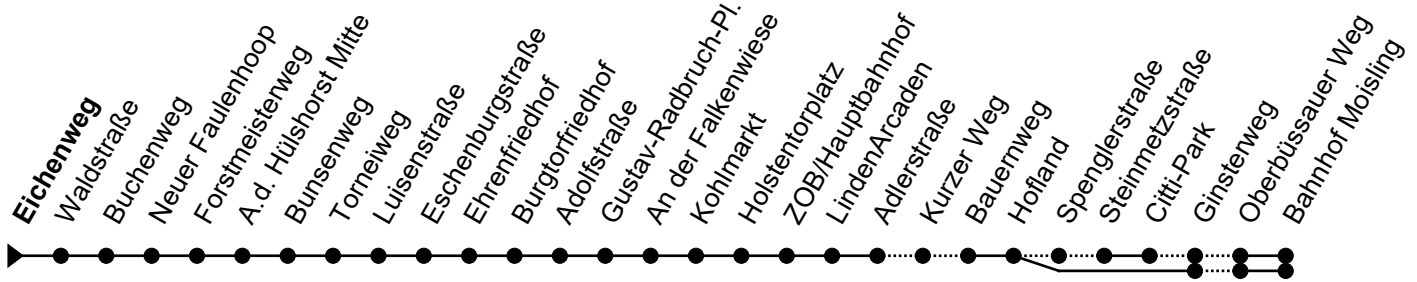 Eichenweg
Waldstraße
Buchenweg
Neuer Faulenhoop
Forstmeisterweg
A.d. Hülshorst Mitte
Bunsenweg
Torneiweg
Luisenstraße
Eschenburgstraße
Ehrenfriedhof
Burgtorfriedhof
Adolfstraße
Gustav-Radbruch-Pl.
An der Falkenwiese
Kohlmarkt
Holstentorplatz
ZOB/Hauptbahnhof
LindenArcaden
Adlerstraße
Kurzer Weg
Bauernweg
Hofland
Spenglerstraße
Steinmetzstraße
Citti-Park
Ginsterweg
Oberbüssauer Weg
Bahnhof Moisling